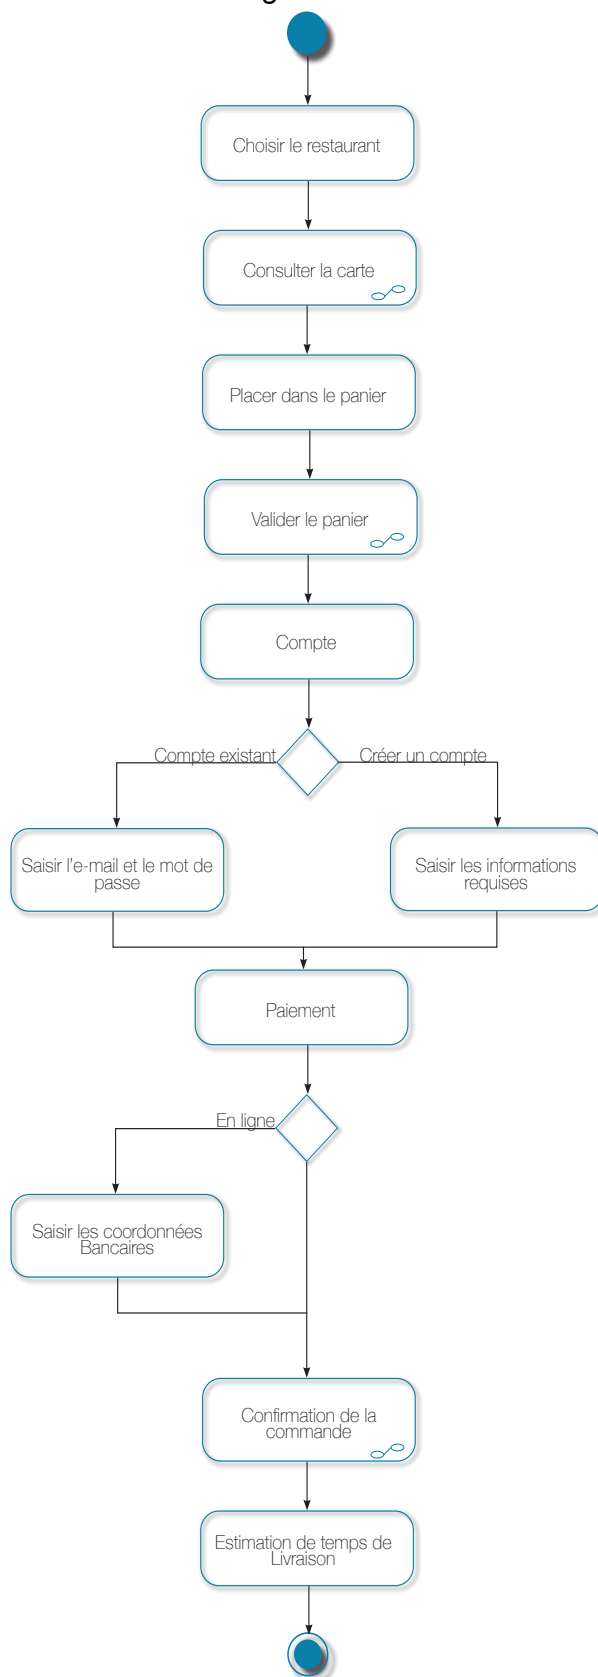 Choisir le restaurant
Consulter la carte
Placer dans le panier
Valider le panier
Compte
Compte existant
Créer un compte
Saisir l'e-mail et le mot de
passe
Saisir les informations
requises
Paiement
En ligne
Saisir les coordonnées
Bancaires
Confirmation de la
commande
Estimation de temps de
Livraison